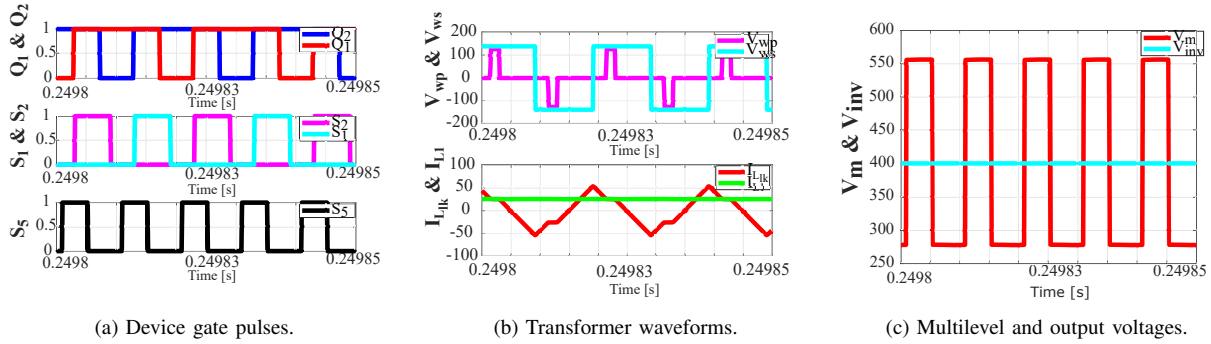 Q1 & Q2
1
0.5
0
Q2
Q1
0.2498
0.24983
0.24985
Time [s]
S1 & S2
1
0.5
0
S2
S1
0.2498
0.24983
0.24985
Time [s]
S5
1
0.5
0
S5
0.2498
0.24983
0.24985
Time [s]
(a) Device gate pulses.
Vwp & Vws
200
100
0
-100
-200
Vwp
Vws
0.2498
0.24983
0.24985
Time [s]
ILlk & IL1
100
50
0
-50
-100
ILlk
0.2498
0.24983
0.24985
Time [s]
(b) Transformer waveforms.
Vm & Vinv
600
550
500
450
400
350
300
250
Vm
Vinv
0.2498
0.24983
0.24985
Time [s]
(c) Multilevel and output voltages.